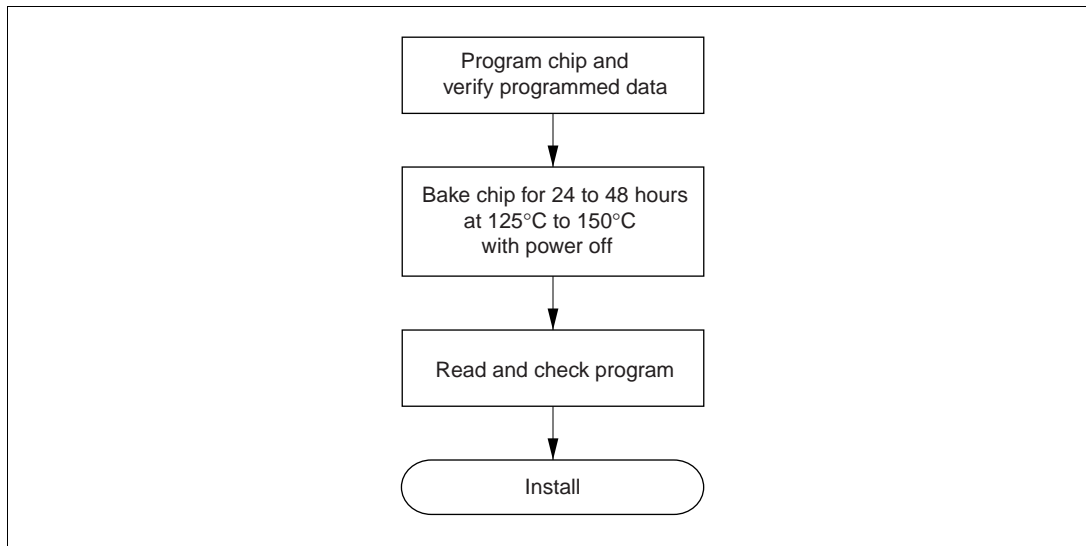 Program chip and
verify programmed data
Bake chip for 24 to 48 hours
at 125°C to 150°C
with power off
Read and check program
Install